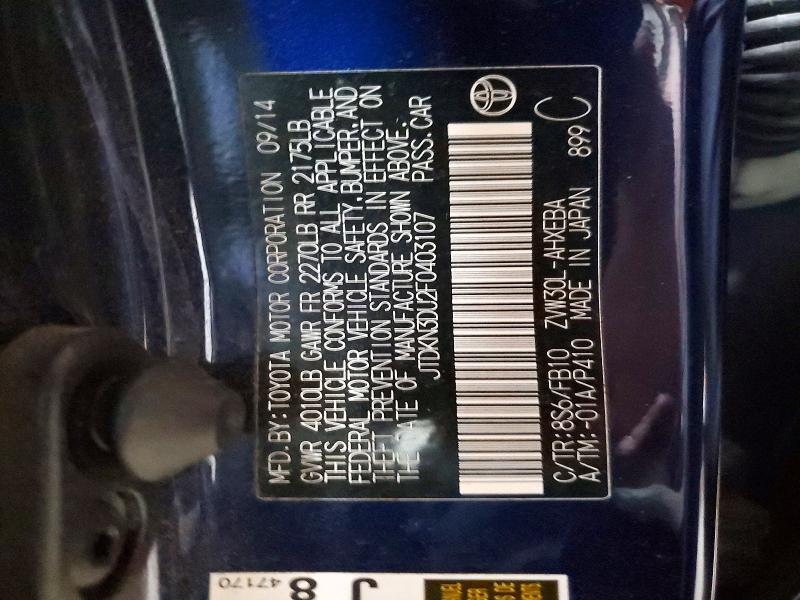 MFD. BY: TOYOTA MOTOR CORPORATION 09/14
GVWR 4010LB GAWR FR 2270LB RR 2175LB
THIS VEHICLE CONFORMS TO ALL APPLICABLE
FEDERAL MOTOR VEHICLE SAFETY, BUMPER, AND
THEFT PREVENTION STANDARDS IN EFFECT ON
THE DATE OF MANUFACTURE SHOWN ABOVE.
JTDKN3DU2F0403107 PASS. CAR
C/TR: 8S6/FB10 ZVW30L-AHXEBA
A/TM: -01A/P410 MADE IN JAPAN 899 C
47170
8
J